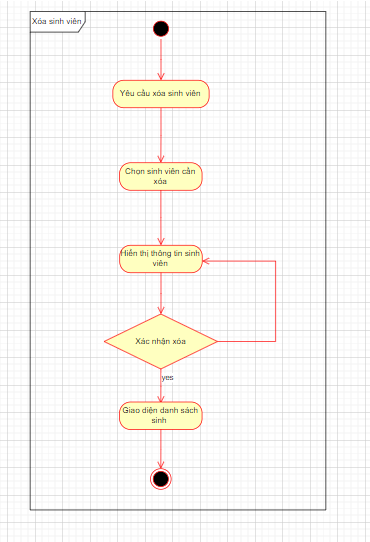 Xóa sinh viên
Yêu cầu xóa sinh viên
Chọn sinh viên cần
xóa
Hiển thị thông tin sinh
viên
Xác nhận xóa
yes
Giao diện danh sách
sinh